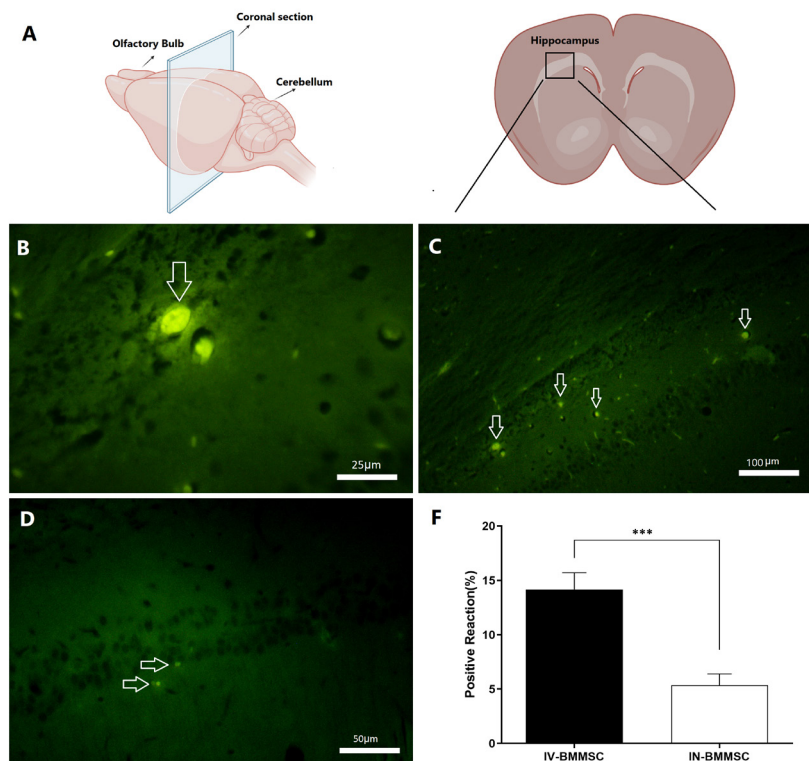 A
Coronal section
Olfactory Bulb
Cerebellum
Hippocampus
B
25μm
C
100 μm
D
50μm
F
***
Positive Reaction(%)
20
15
10
5
0
IV-BMMSC
IN-BMMSC